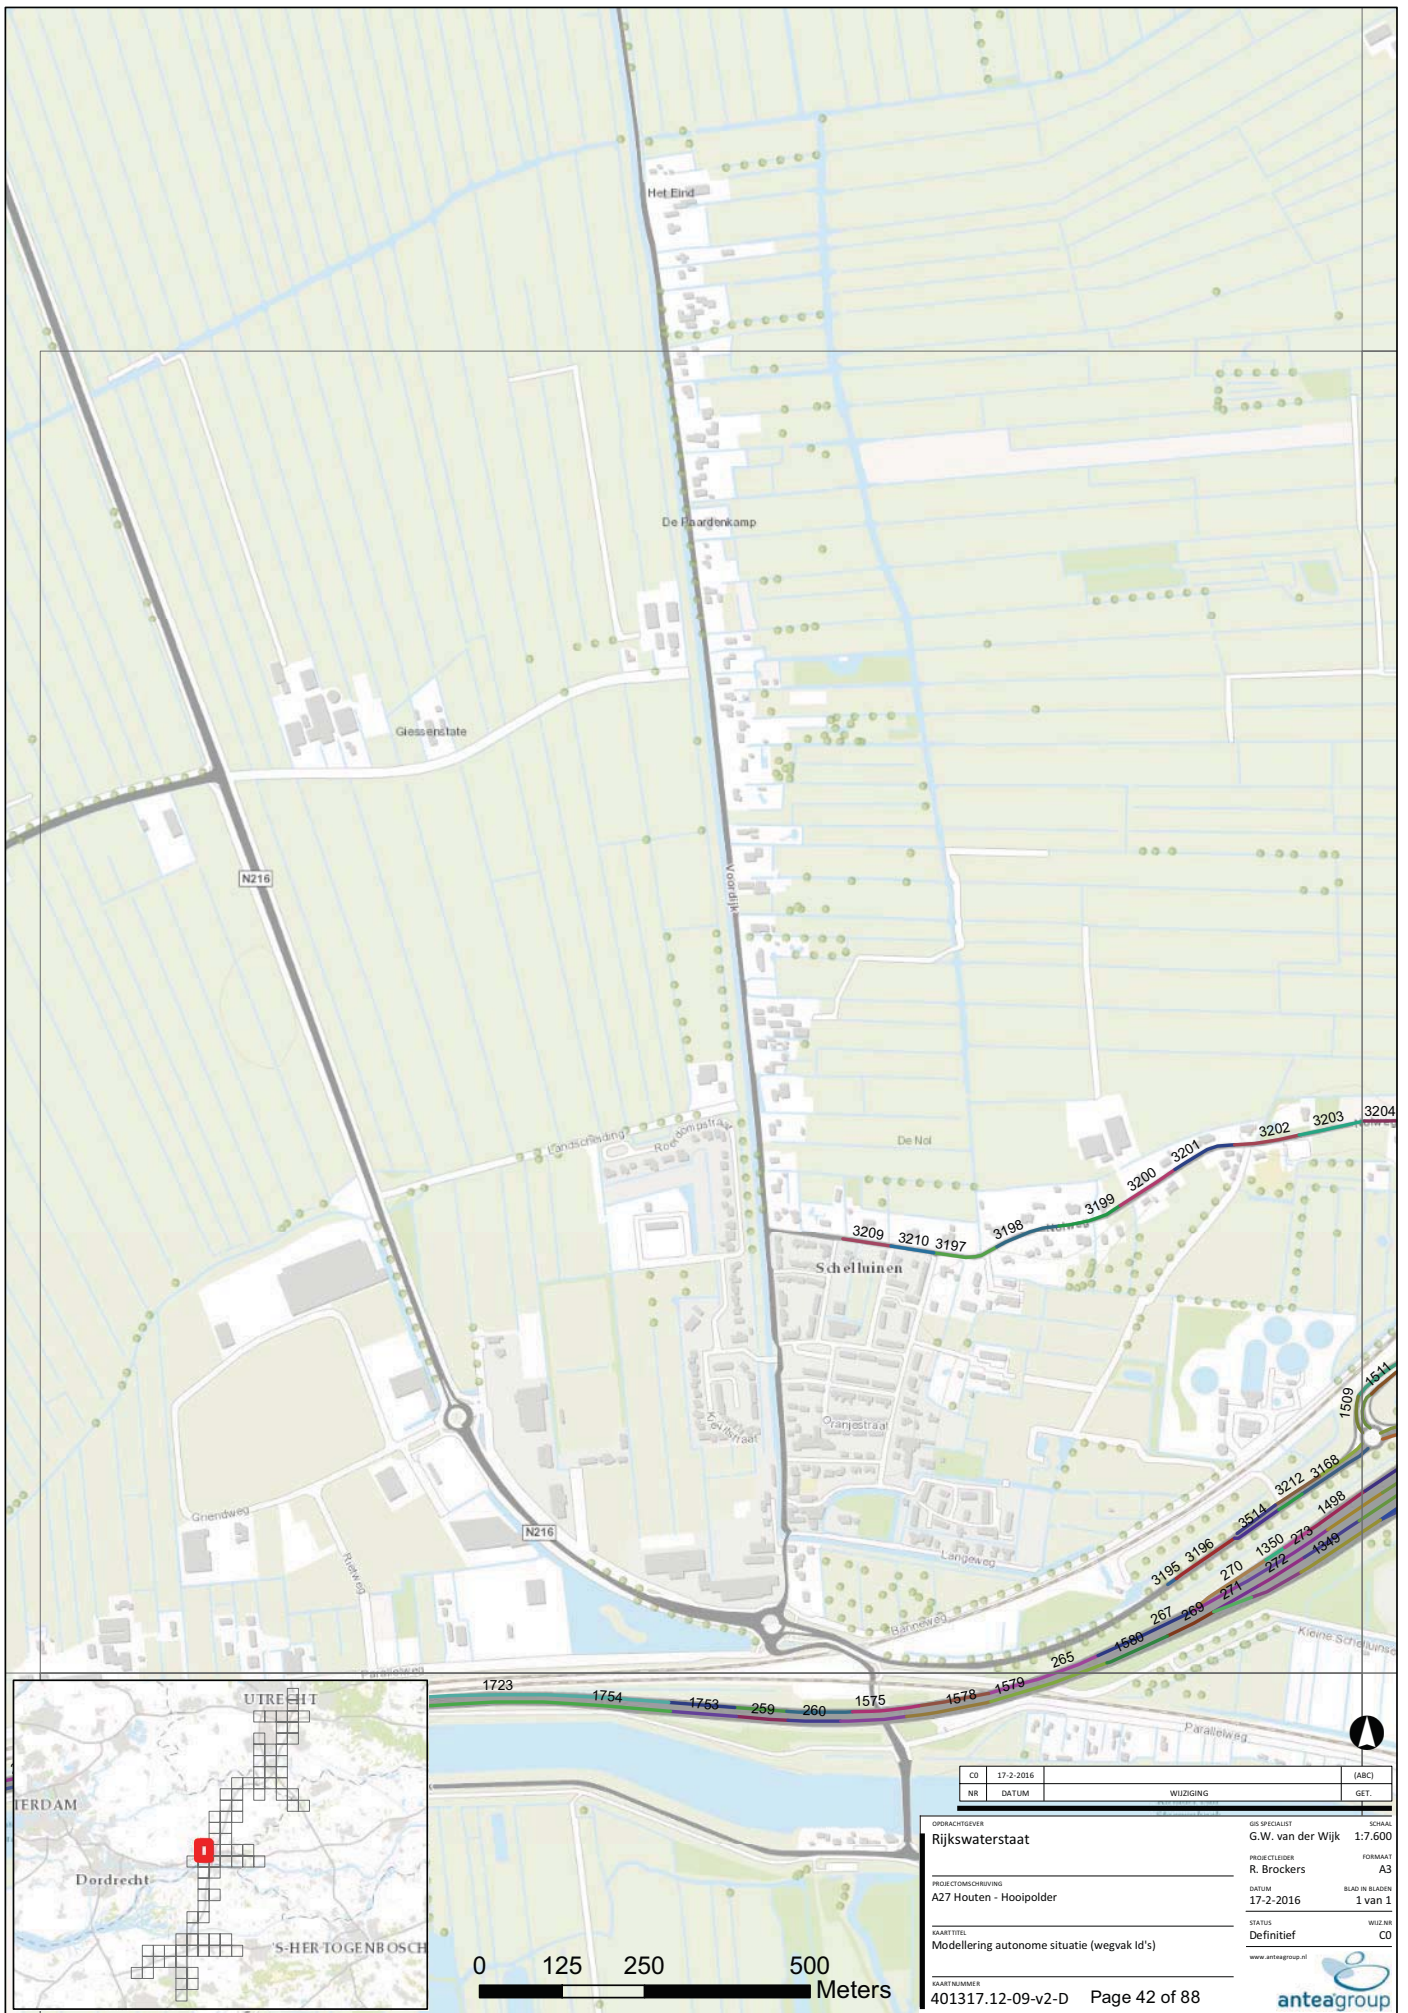 Het Eind
De Paardenkamp
Giessenstate
N216
Voordijk
Landscheiding
De Nol
3209
3210
3197
3198
3199
3200
3201
3202
3203
3204
Nolweg
Schelluinen
Oranjestraat
1509
1511
Griendweg
Rietweg
N216
Langeweg
Banneweg
Parallelweg
3195
3196
3514
3212
3168
1498
273
1350
270
272
1349
271
269
267
1580
265
1579
1578
1575
260
259
1753
1754
1723
Parallelweg
UTRECHT
TERDAM
Dordrecht
'S-HERTOGENBOSCH
0 125 250 500
Meters
C0 17-2-2016 (ABC)
NR DATUM WIJZIGING GET.
OPDRACHTGEVER
Rijkswaterstaat
PROJECTOMSCHRIJVING
A27 Houten - Hooipolder
KAARTTITEL
Modellering autonome situatie (wegvak Id's)
KAARTNUMMER
401317.12-09-v2-D Page 42 of 88
GIS SPECIALIST SCHAAL
G.W. van der Wijk 1:7.600
PROJECTLEIDER FORMAAT
R. Brockers A3
DATUM BLAD IN BLADEN
17-2-2016 1 van 1
STATUS WIJZ.NR
Definitief C0
www.anteagroup.nl
anteagroup